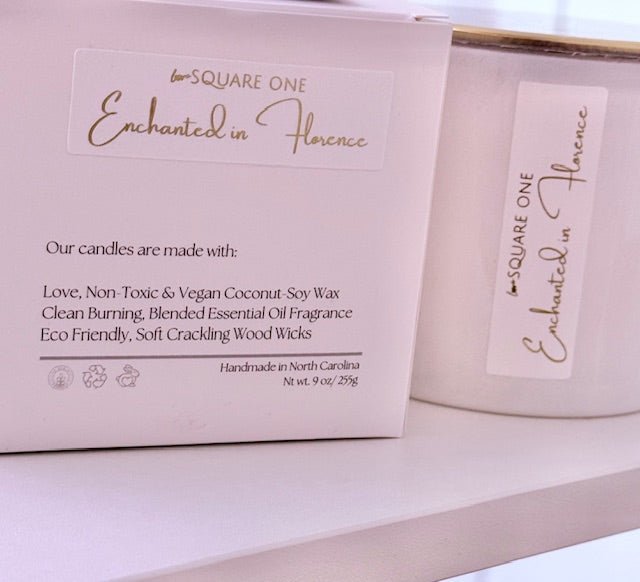 SQUARE ONE
Enchanted in Florence
Our candles are made with:
Love, Non-Toxic & Vegan Coconut-Soy Wax
Clean Burning, Blended Essential Oil Fragrance
Eco Friendly, Soft Crackling Wood Wicks
Handmade in North Carolina
Nt wt. 9 oz/ 255g
SQUARE ONE
Enchanted in Florence